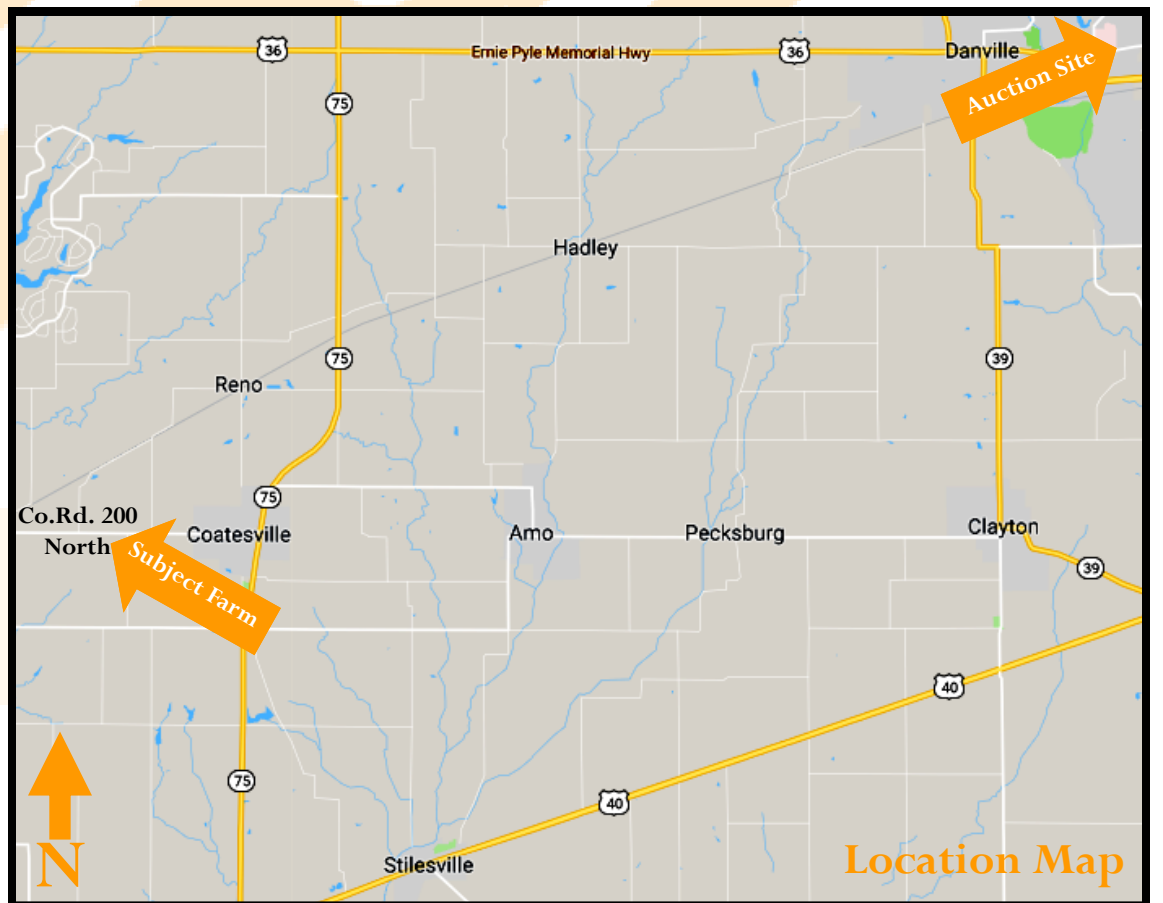 36
Ernie Pyle Memorial Hwy
36
Danville
Auction Site
75
Hadley
75
39
Reno
75
Co.Rd. 200
North
Coatesville
Amo
Pecksburg
Clayton
Subject Farm
39
40
75
40
Stilesville
N
Location Map